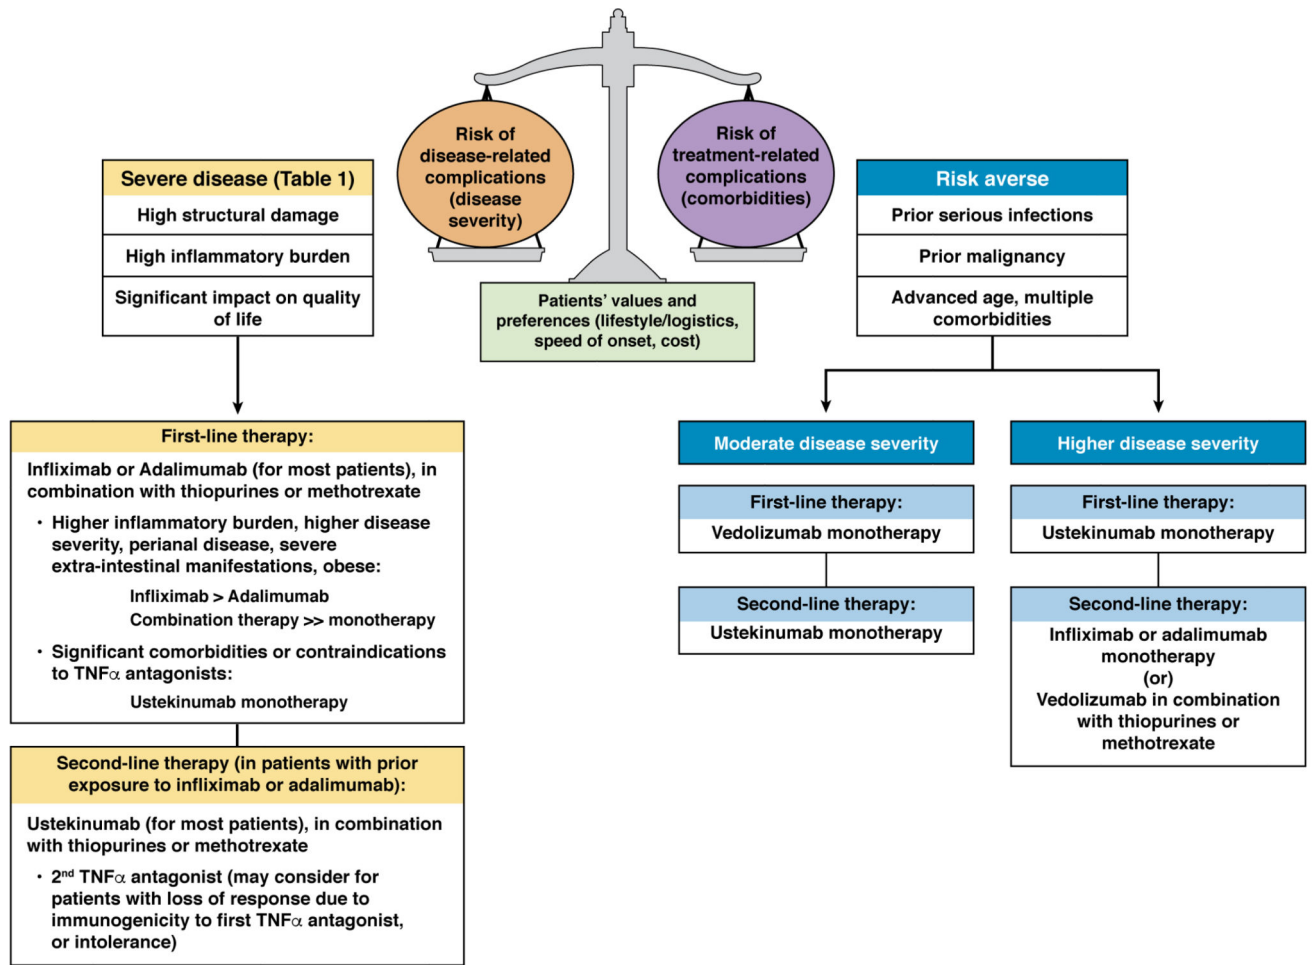 Risk of
disease-related
complications
(disease
severity)
Risk of
treatment-related
complications
(comorbidities)
Patients’ values and
preferences (lifestyle/logistics,
speed of onset, cost)
Severe disease (Table 1)
High structural damage
High inflammatory burden
Significant impact on quality
of life
First-line therapy:
Infliximab or Adalimumab (for most patients), in
combination with thiopurines or methotrexate
• Higher inflammatory burden, higher disease
severity, perianal disease, severe
extra-intestinal manifestations, obese:
Infliximab > Adalimumab
Combination therapy >> monotherapy
• Significant comorbidities or contraindications
to TNFα antagonists:
Ustekinumab monotherapy
Second-line therapy (in patients with prior
exposure to infliximab or adalimumab):
Ustekinumab (for most patients), in combination
with thiopurines or methotrexate
• 2nd TNFα antagonist (may consider for
patients with loss of response due to
immunogenicity to first TNFα antagonist,
or intolerance)
Risk averse
Prior serious infections
Prior malignancy
Advanced age, multiple
comorbidities
Moderate disease severity
First-line therapy:
Vedolizumab monotherapy
Second-line therapy:
Ustekinumab monotherapy
Higher disease severity
First-line therapy:
Ustekinumab monotherapy
Second-line therapy:
Infliximab or adalimumab
monotherapy
(or)
Vedolizumab in combination
with thiopurines or
methotrexate